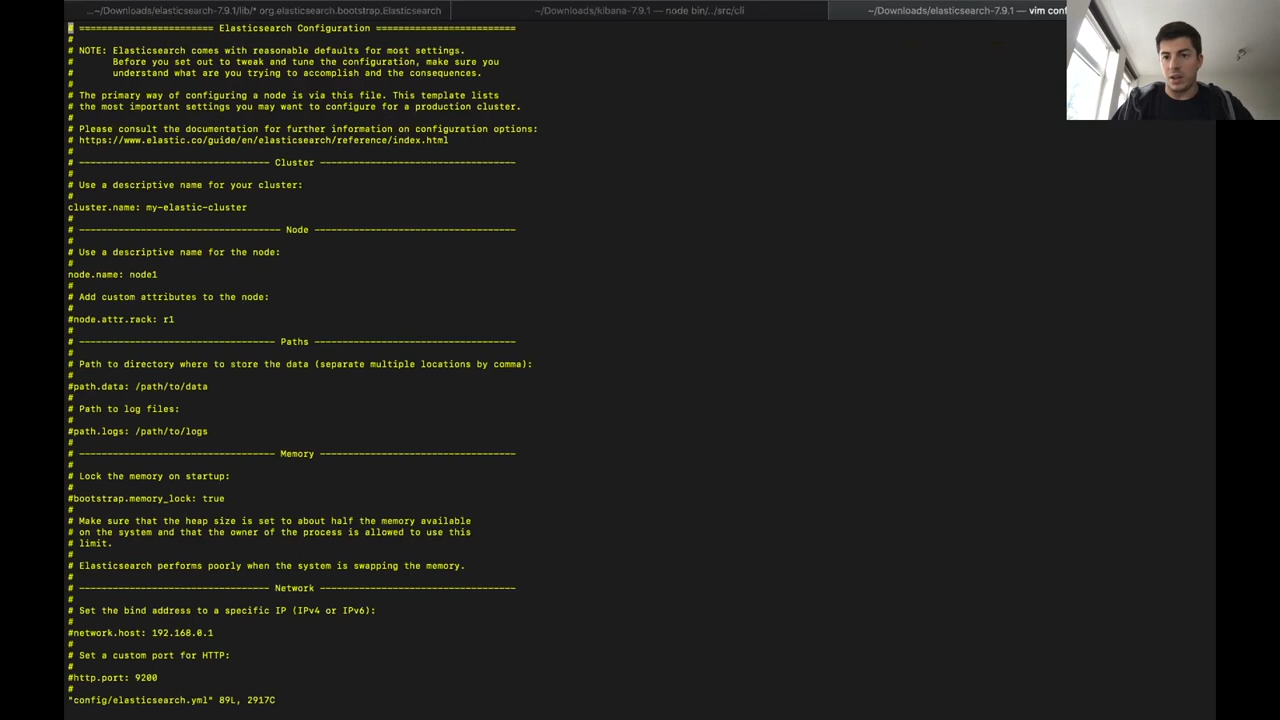 ...~/Downloads/elasticsearch-7.9.1/lib/* org.elasticsearch.bootstrap.Elasticsearch
~/Downloads/kibana-7.9.1 — node bin/../src/cli
~/Downloads/elasticsearch-7.9.1 — vim conf
# ======================== Elasticsearch Configuration =========================
#
# NOTE: Elasticsearch comes with reasonable defaults for most settings.
#       Before you set out to tweak and tune the configuration, make sure you
#       understand what are you trying to accomplish and the consequences.
#
# The primary way of configuring a node is via this file. This template lists
# the most important settings you may want to configure for a production cluster.
#
# Please consult the documentation for further information on configuration options:
# https://www.elastic.co/guide/en/elasticsearch/reference/index.html
#
# ---------------------------------- Cluster -----------------------------------
#
# Use a descriptive name for your cluster:
#
cluster.name: my-elastic-cluster
#
# ------------------------------------ Node ------------------------------------
#
# Use a descriptive name for the node:
#
node.name: node1
#
# Add custom attributes to the node:
#
#node.attr.rack: r1
#
# ----------------------------------- Paths ------------------------------------
#
# Path to directory where to store the data (separate multiple locations by comma):
#
#path.data: /path/to/data
#
# Path to log files:
#
#path.logs: /path/to/logs
#
# ----------------------------------- Memory -----------------------------------
#
# Lock the memory on startup:
#
#bootstrap.memory_lock: true
#
# Make sure that the heap size is set to about half the memory available
# on the system and that the owner of the process is allowed to use this
# limit.
#
# Elasticsearch performs poorly when the system is swapping the memory.
#
# ---------------------------------- Network -----------------------------------
#
# Set the bind address to a specific IP (IPv4 or IPv6):
#
#network.host: 192.168.0.1
#
# Set a custom port for HTTP:
#
#http.port: 9200
#
"config/elasticsearch.yml" 89L, 2917C